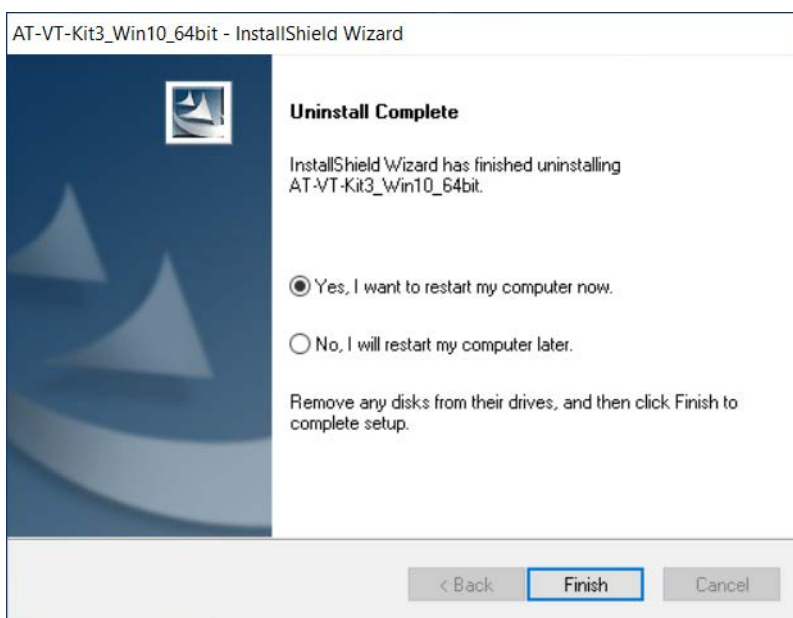 AT-VT-Kit3_Win10_64bit - InstallShield Wizard
Uninstall Complete
InstallShield Wizard has finished uninstalling
AT-VT-Kit3_Win10_64bit.
Yes, I want to restart my computer now.
No, I will restart my computer later.
Remove any disks from their drives, and then click Finish to
complete setup.
< Back Finish Cancel